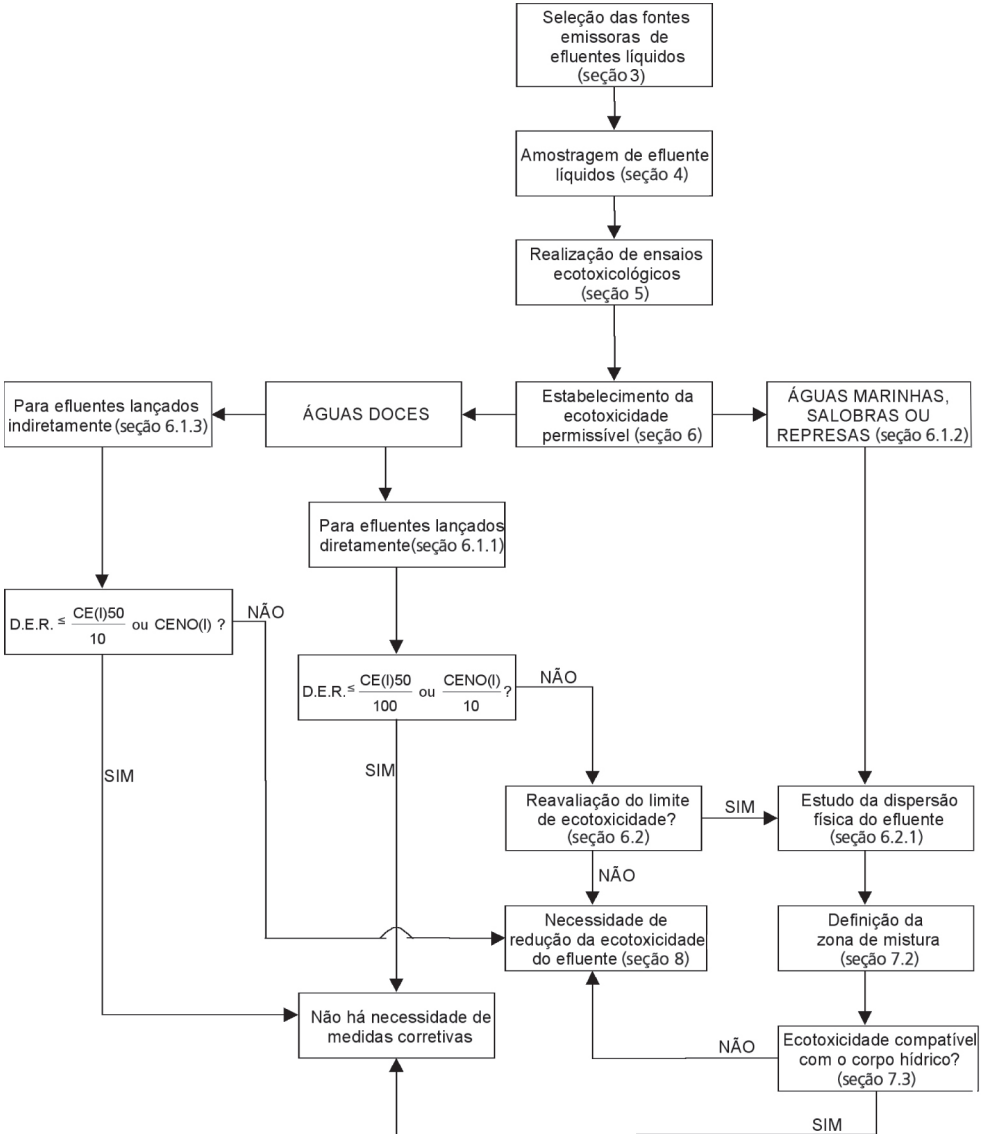 Seleção das fontes
emissoras de
efluentes líquidos
(seção 3)
Amostragem de efluente
líquidos (seção 4)
Realização de ensaios
ecotoxicológicos
(seção 5)
Para efluentes lançados
indiretamente (seção 6.1.3)
ÁGUAS DOCES
Estabelecimento da
ecotoxicidade
permissível (seção 6)
ÁGUAS MARINHAS,
SALOBRAS OU
REPRESAS (seção 6.1.2)
Para efluentes lançados
diretamente(seção 6.1.1)
D.E.R. ≤ CE(I)50/10 ou CENO(I) ?
NÃO
SIM
D.E.R.≤ CE(I)50/100 ou CENO(I)/10 ?
NÃO
SIM
Reavaliação do limite
de ecotoxicidade?
(seção 6.2)
SIM
NÃO
Estudo da dispersão
física do efluente
(seção 6.2.1)
Necessidade de
redução da ecotoxicidade
do efluente (seção 8)
Definição da
zona de mistura
(seção 7.2)
Não há necessidade de
medidas corretivas
NÃO
Ecotoxicidade compatível
com o corpo hídrico?
(seção 7.3)
SIM